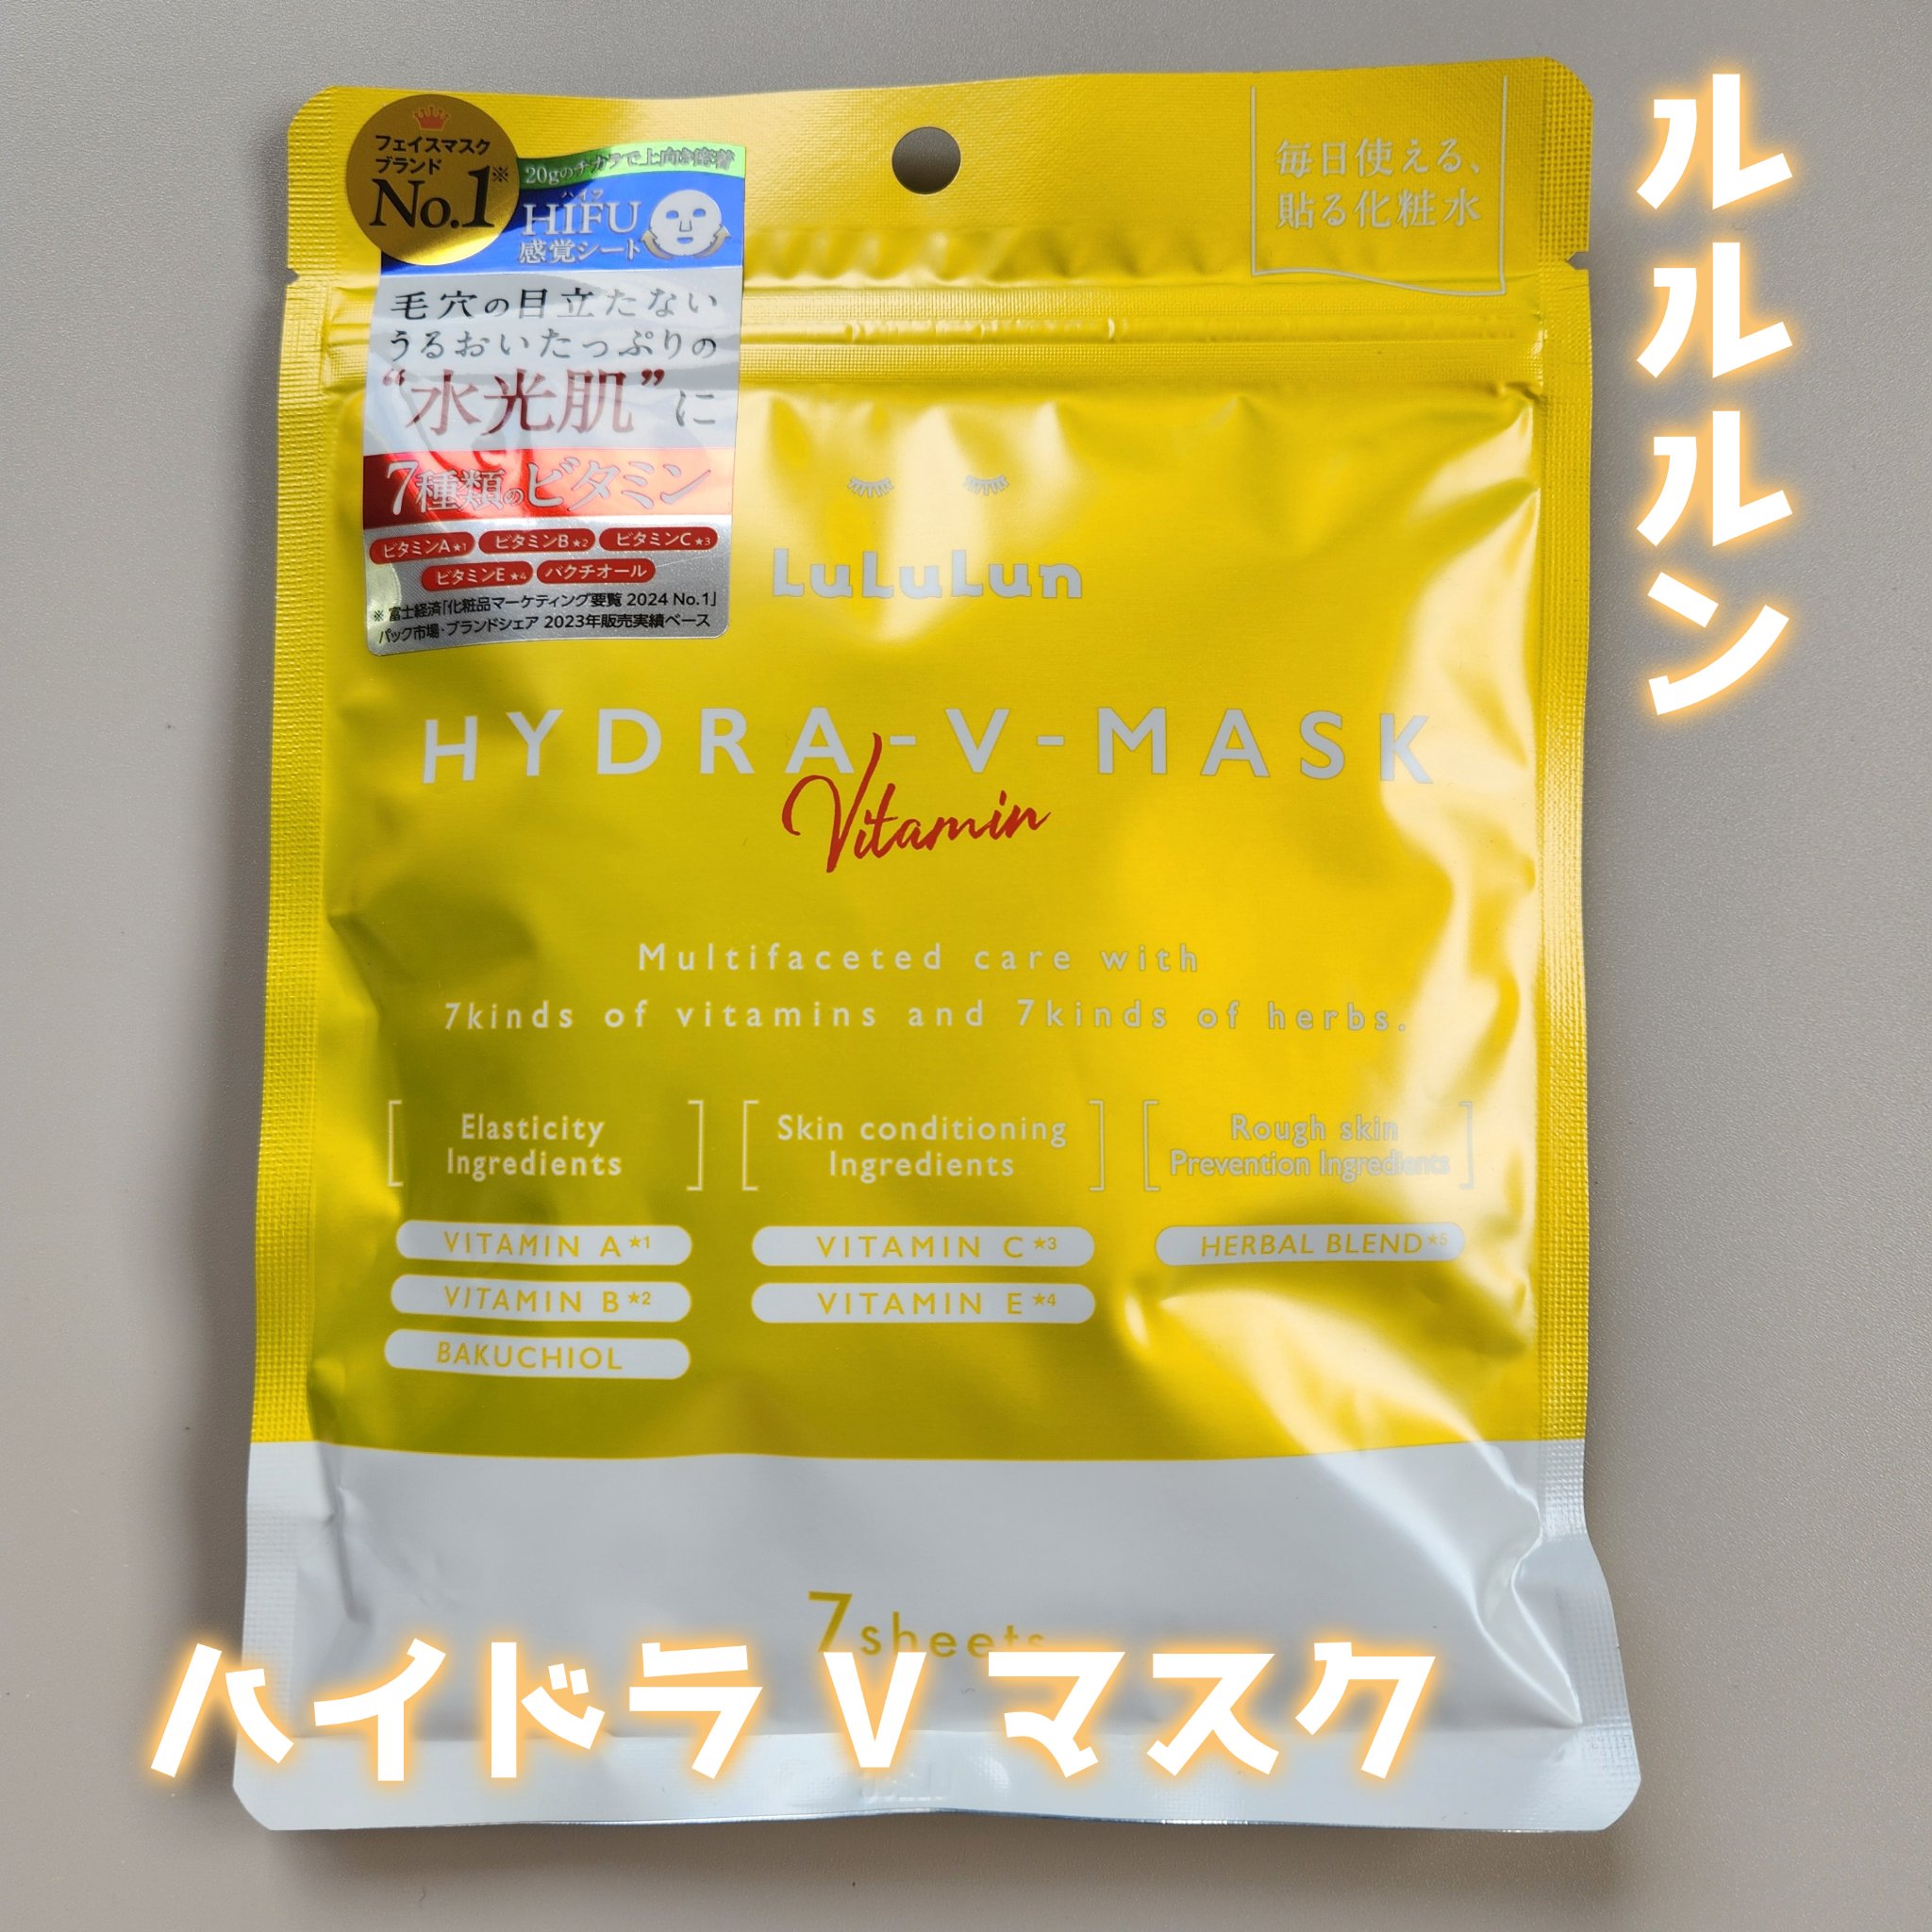 フェイスマスク
ブランド
No.1※
20gのチカラで上向き密着
ハイフ
HIFU
感覚シート
毛穴の目立たない
うるおいたっぷりの
“水光肌”に
7種類のビタミン
ビタミンA★1 ビタミンB★2 ビタミンC★3
ビタミンE★4 バクチオール
※ 富士経済「化粧品マーケティング要覧 2024 No.1」
パック市場・ブランドシェア 2023年販売実績ベース
毎日使える、
貼る化粧水
ルルルン
LuLuLun
HYDRA-V-MASK
Vitamin
Multifaceted care with
7kinds of vitamins and 7kinds of herbs.
Elasticity
Ingredients
VITAMIN A★1
VITAMIN B★2
BAKUCHIOL
Skin conditioning
Ingredients
VITAMIN C★3
VITAMIN E★4
Rough skin
Prevention Ingredients
HERBAL BLEND★5
7sheets
ハイドラVマスク